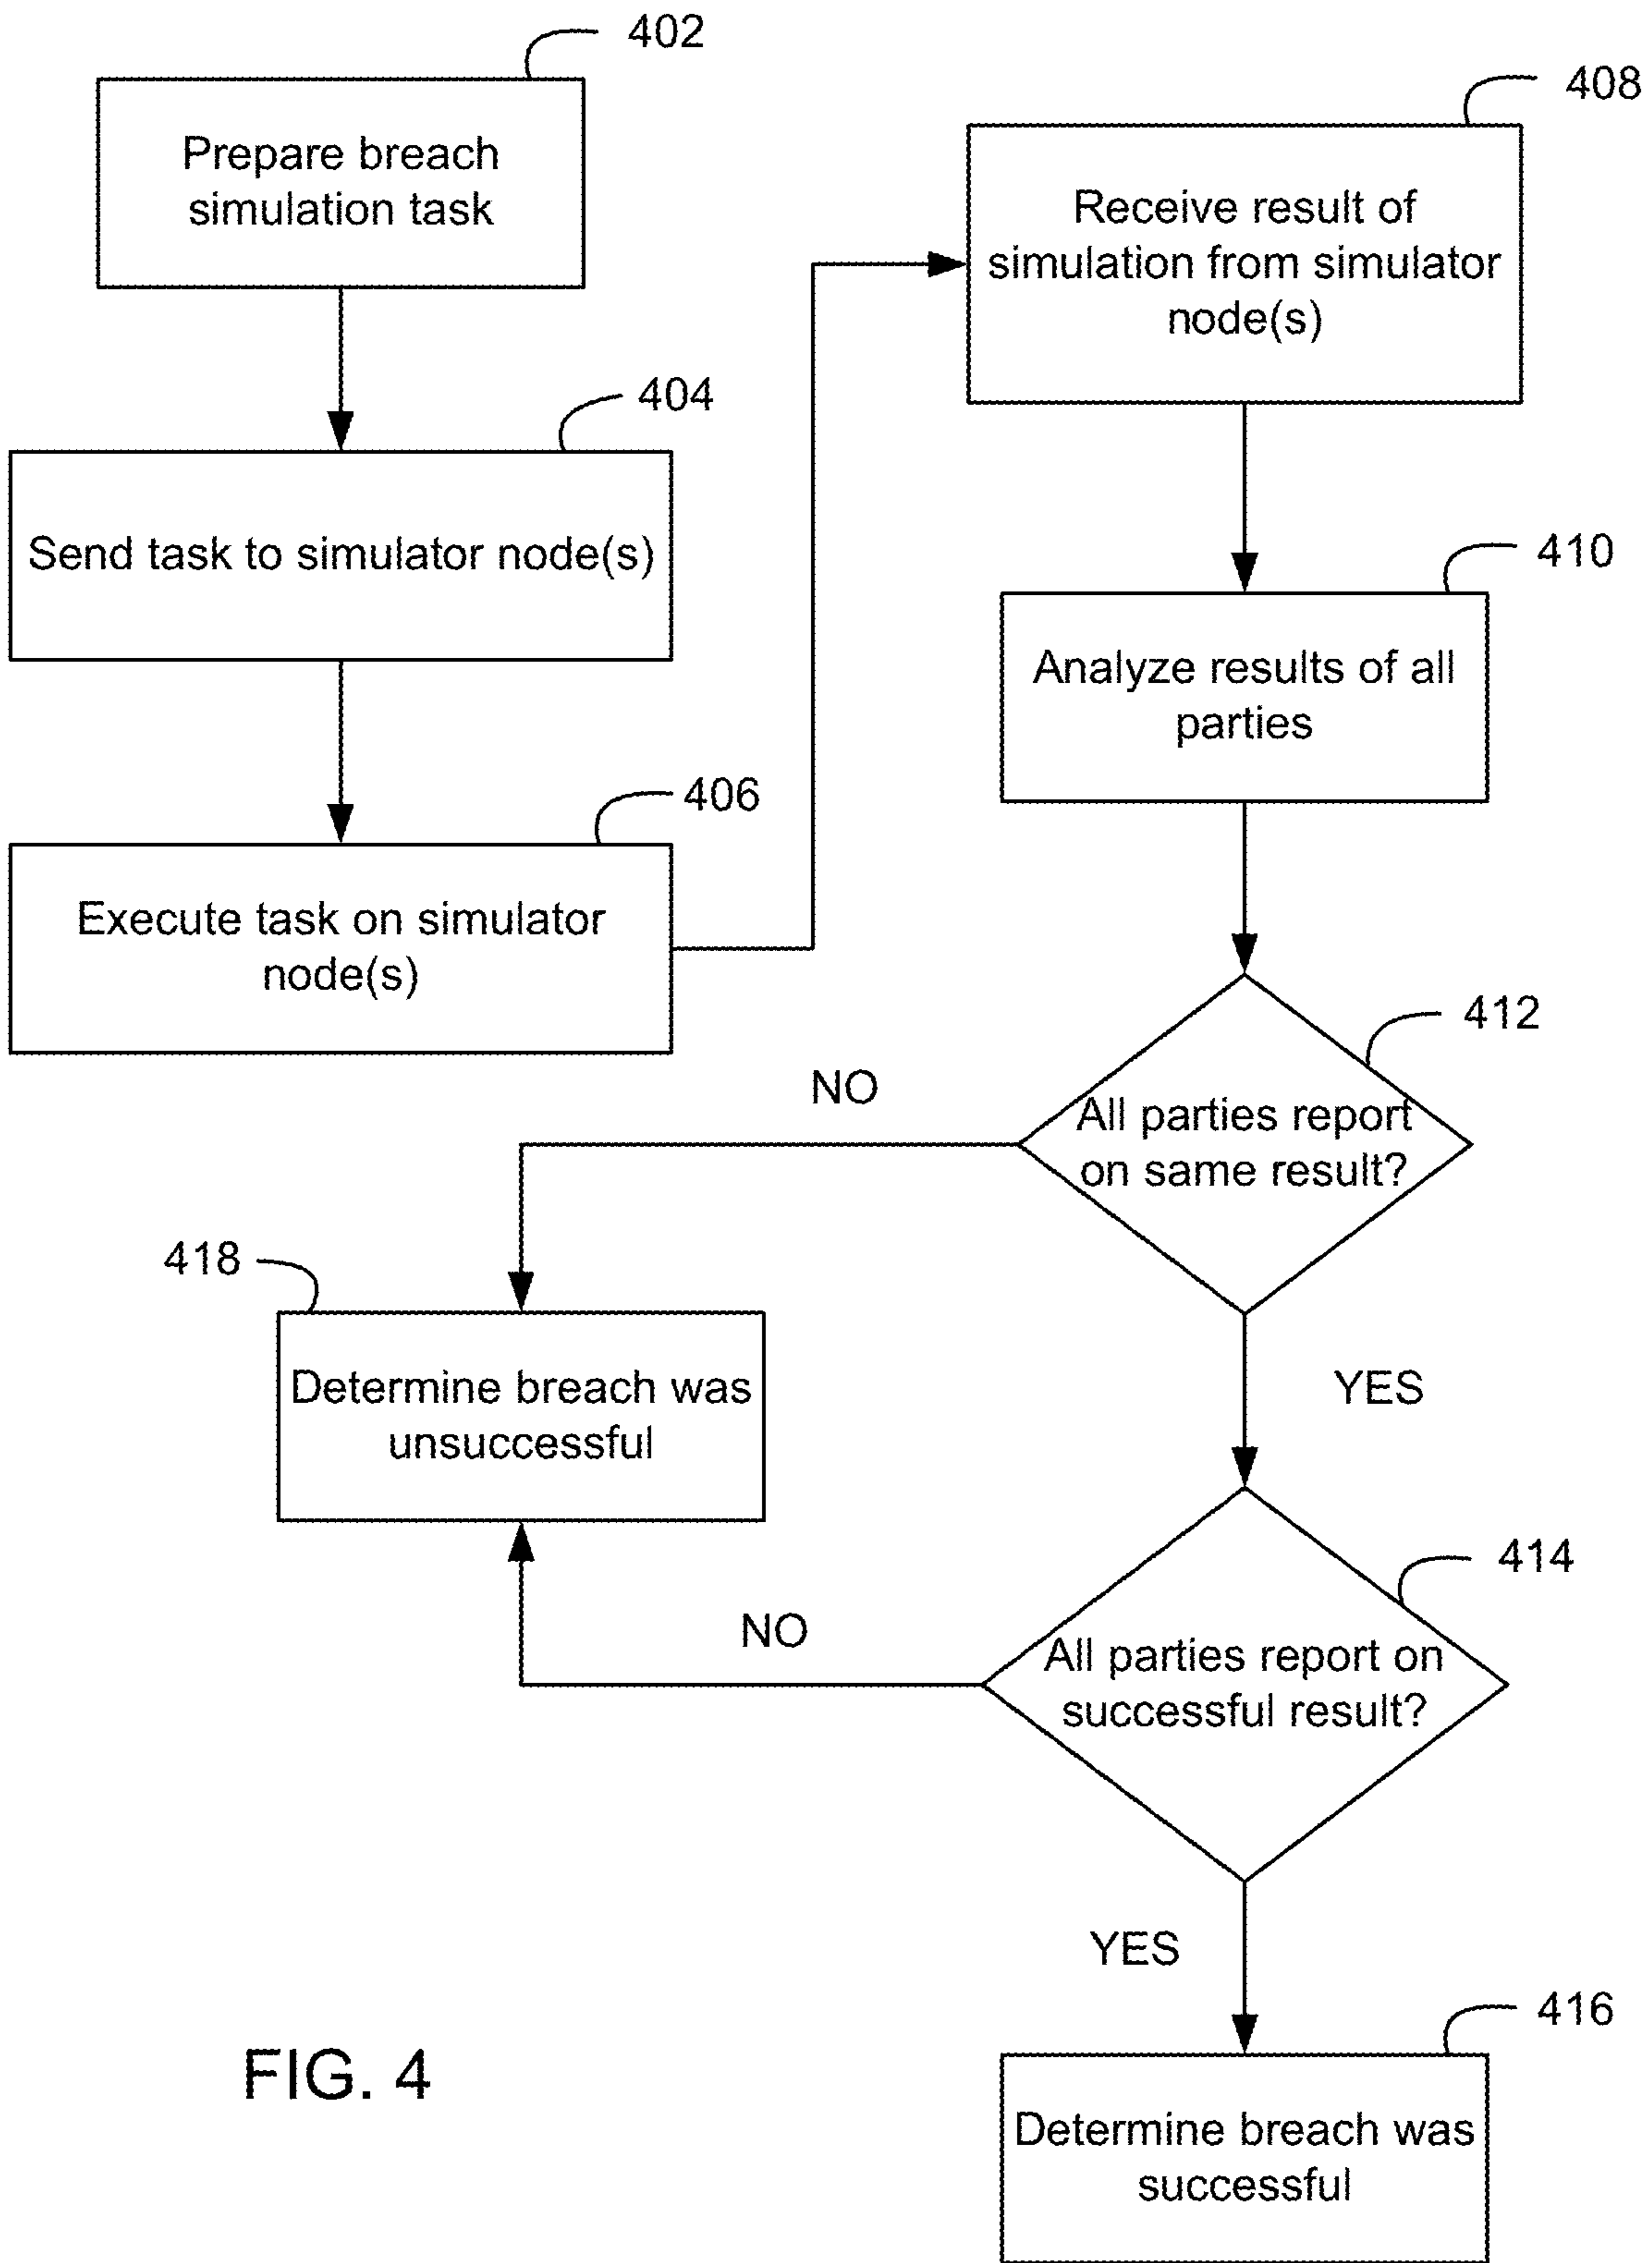 402
Prepare breach
simulation task
404
Send task to simulator node(s)
406
Execute task on simulator
node(s)
408
Receive result of
simulation from simulator
node(s)
410
Analyze results of all
parties
412
All parties report
on same result?
NO
YES
418
Determine breach was
unsuccessful
414
All parties report on
successful result?
NO
YES
416
Determine breach was
successful
FIG. 4